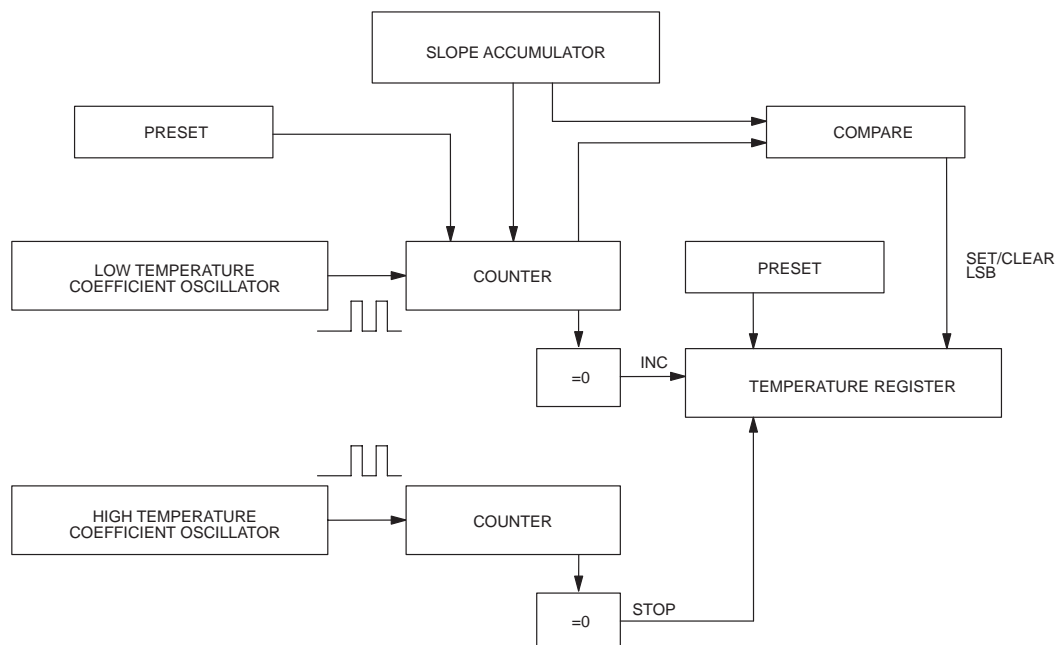 SLOPE ACCUMULATOR
PRESET
COMPARE
LOW TEMPERATURE
COEFFICIENT OSCILLATOR
COUNTER
PRESET
SET/CLEAR
LSB
=0
INC
TEMPERATURE REGISTER
HIGH TEMPERATURE
COEFFICIENT OSCILLATOR
COUNTER
=0
STOP